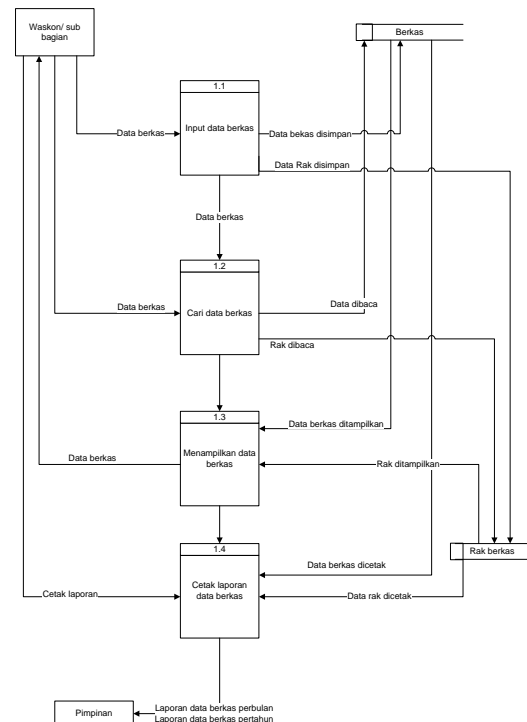 Waskon/ sub
bagian
Berkas
1.1
Input data berkas
Data berkas
Data bekas disimpan
Data Rak disimpan
Data berkas
1.2
Cari data berkas
Data berkas
Data dibaca
Rak dibaca
1.3
Menampilkan data
berkas
Data berkas ditampilkan
Data berkas
Rak ditampilkan
1.4
Cetak laporan
data berkas
Rak berkas
Data berkas dicetak
Cetak laporan
Data rak dicetak
Pimpinan
Laporan data berkas perbulan
Laporan data berkas pertahun